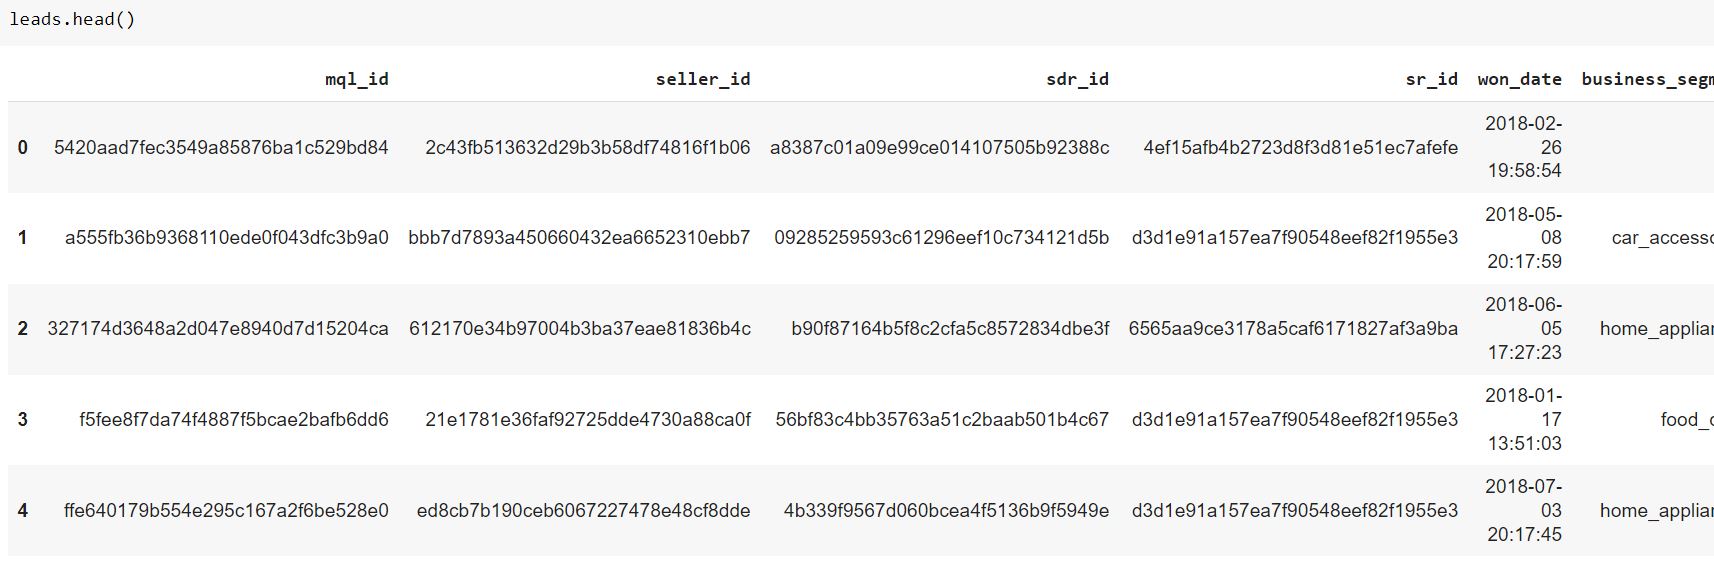 leads.head()
mql_id seller_id sdr_id sr_id won_date business_segm
0 5420aad7fec3549a85876ba1c529bd84 2c43fb513632d29b3b58df74816f1b06 a8387c01a09e99ce014107505b92388c 4ef15afb4b2723d8f3d81e51ec7afefe 2018-02-
26
19:58:54
1 a555fb36b9368110ede0f043dfc3b9a0 bbb7d7893a450660432ea6652310ebb7 09285259593c61296eef10c734121d5b d3d1e91a157ea7f90548eef82f1955e3 2018-05-
08 car_accesso
20:17:59
2 327174d3648a2d047e8940d7d15204ca 612170e34b97004b3ba37eae81836b4c b90f87164b5f8c2cfa5c8572834dbe3f 6565aa9ce3178a5caf6171827af3a9ba 2018-06-
05 home_applian
17:27:23
3 f5fee8f7da74f4887f5bcae2bafb6dd6 21e1781e36faf92725dde4730a88ca0f 56bf83c4bb35763a51c2baab501b4c67 d3d1e91a157ea7f90548eef82f1955e3 2018-01-
17 food_
13:51:03
4 ffe640179b554e295c167a2f6be528e0 ed8cb7b190ceb6067227478e48cf8dde 4b339f9567d060bcea4f5136b9f5949e d3d1e91a157ea7f90548eef82f1955e3 2018-07-
03 home_applian
20:17:45